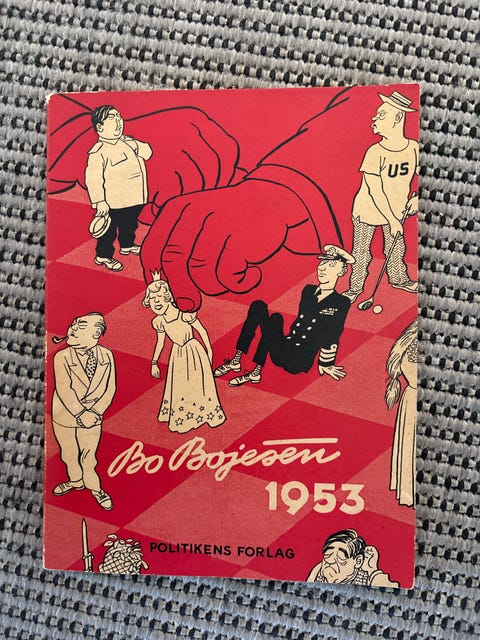 US
Bo Bojesen
1953
POLITIKENS FORLAG